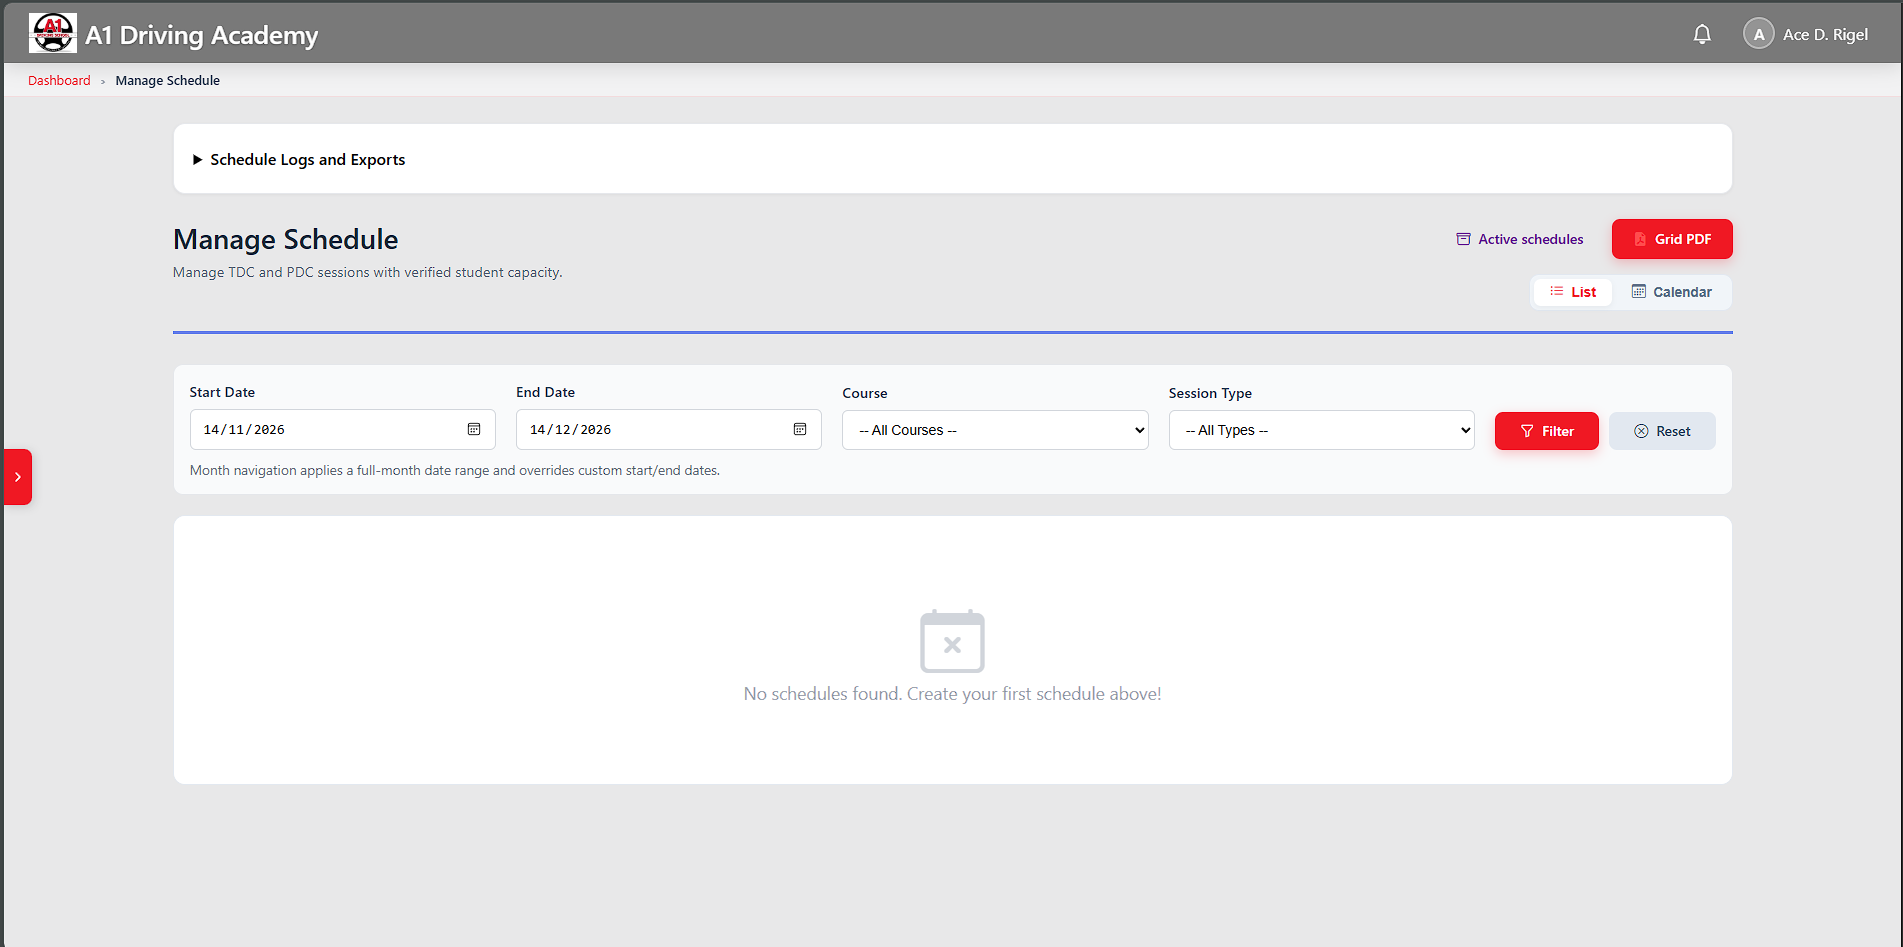 A1 Driving Academy
A Ace D. Rigel
Dashboard › Manage Schedule
Schedule Logs and Exports
Manage Schedule
Manage TDC and PDC sessions with verified student capacity.
Active schedules
Grid PDF
List
Calendar
Start Date
End Date
Course
Session Type
14/11/2026
14/12/2026
-- All Courses --
-- All Types --
Filter
Reset
Month navigation applies a full-month date range and overrides custom start/end dates.
No schedules found. Create your first schedule above!